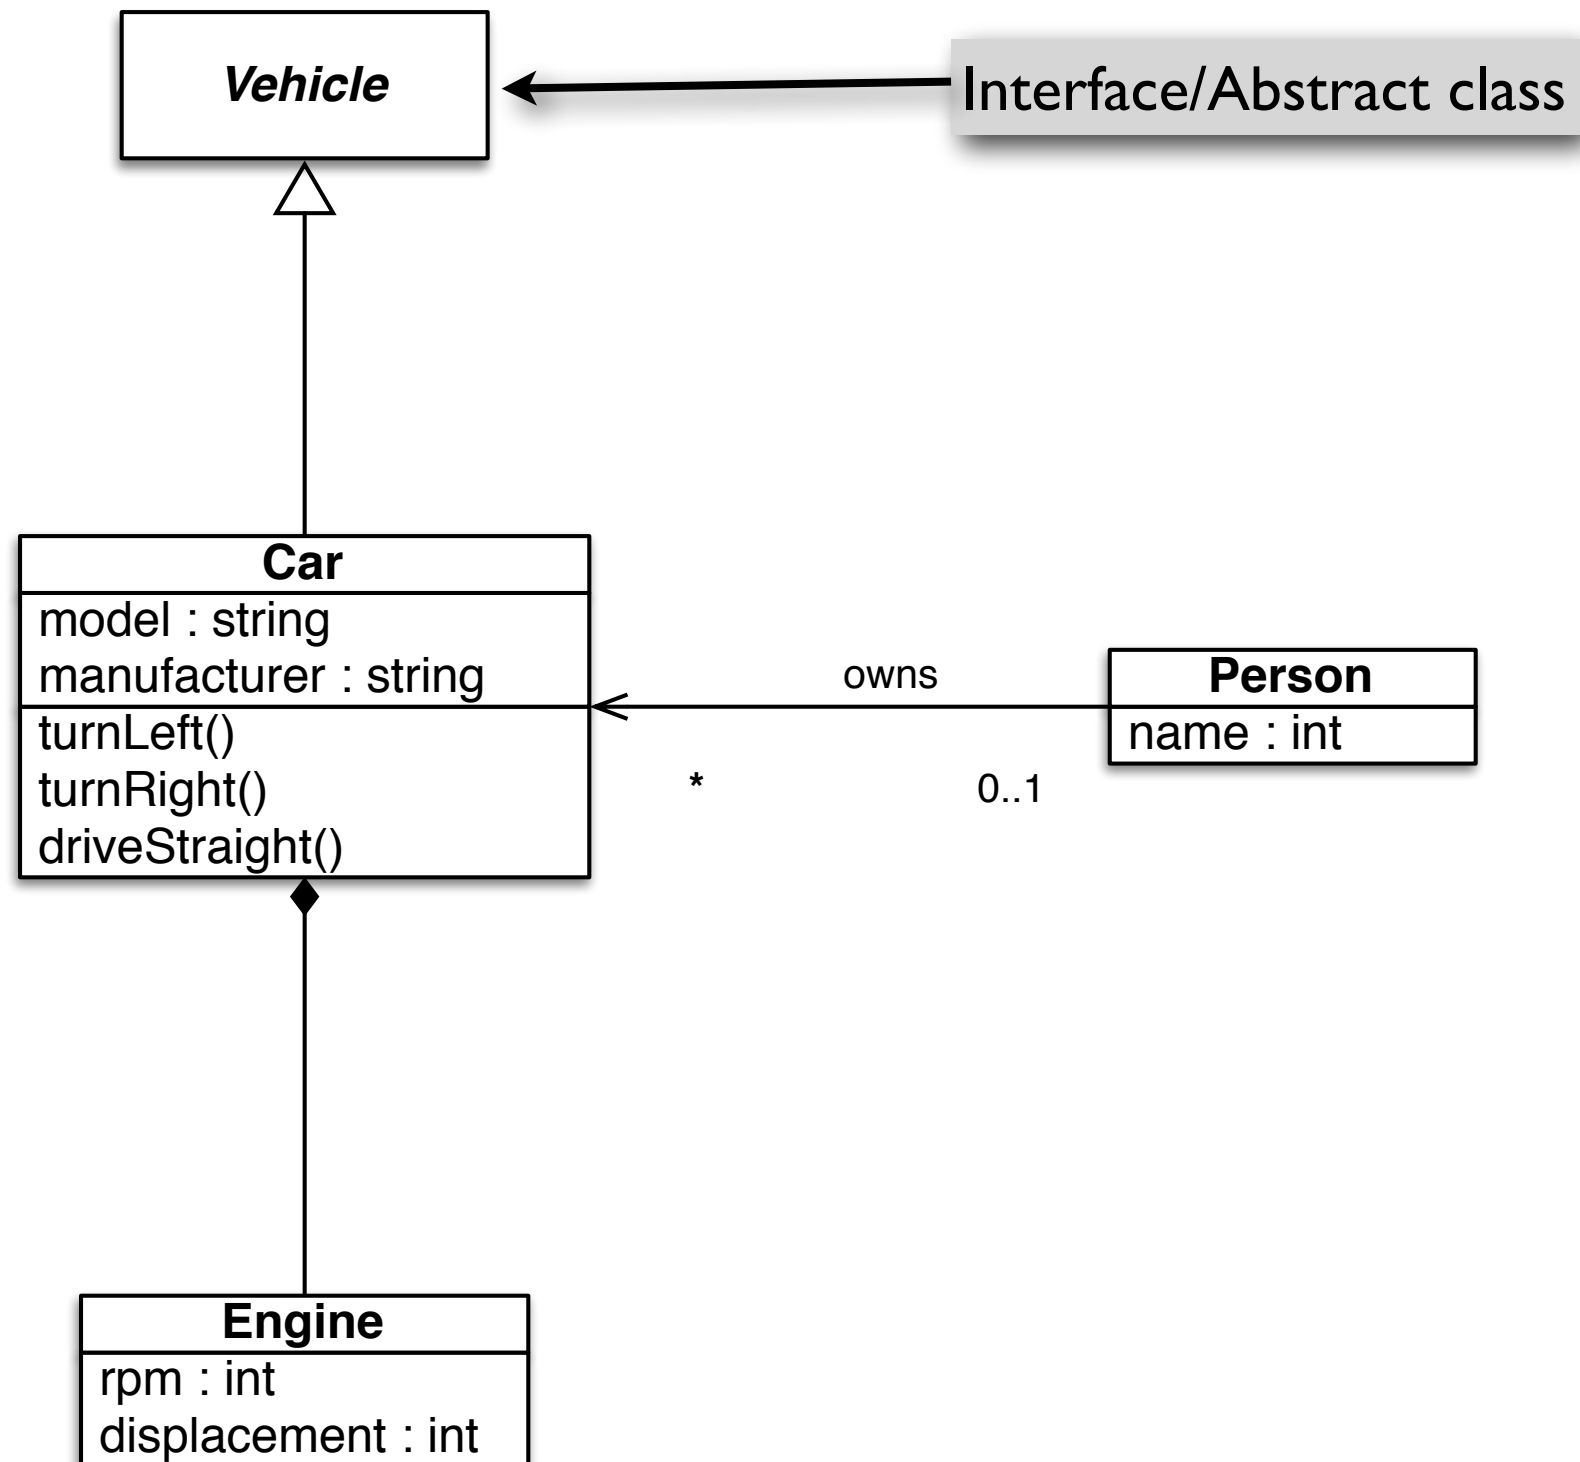 Vehicle
Interface/Abstract class
Car
model : string
manufacturer : string
turnLeft()
turnRight()
driveStraight()
owns
*
0..1
Person
name : int
Engine
rpm : int
displacement : int